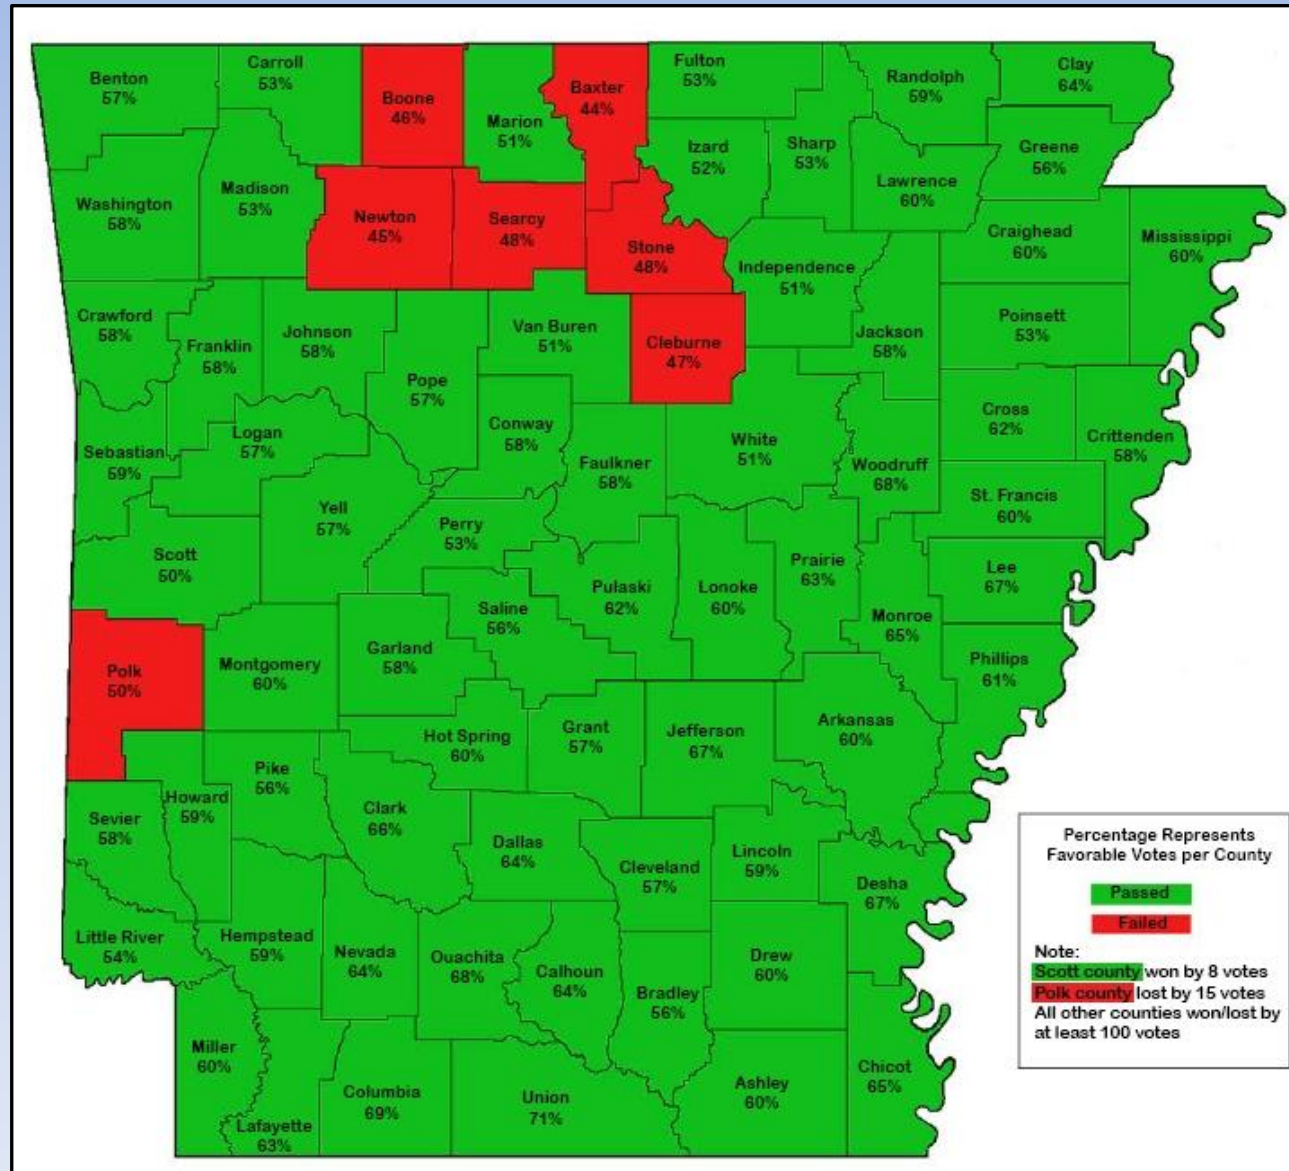 Benton
57%
Carroll
53%
Boone
46%
Marion
51%
Baxter
44%
Fulton
53%
Randolph
59%
Clay
64%
Washington
58%
Madison
53%
Newton
45%
Searcy
48%
Stone
48%
Izard
52%
Sharp
53%
Lawrence
60%
Greene
56%
Independence
51%
Craighead
60%
Mississippi
60%
Crawford
58%
Franklin
58%
Johnson
58%
Pope
57%
Van Buren
51%
Cleburne
47%
Jackson
58%
Poinsett
53%
Sebastian
59%
Logan
57%
Conway
58%
Faulkner
58%
White
51%
Woodruff
68%
Cross
62%
Crittenden
58%
Scott
50%
Yell
57%
Perry
53%
Pulaski
62%
Lonoke
60%
Prairie
63%
St. Francis
60%
Lee
67%
Monroe
65%
Polk
50%
Montgomery
60%
Garland
58%
Saline
56%
Phillips
61%
Hot Spring
60%
Grant
57%
Jefferson
67%
Arkansas
60%
Sevier
58%
Howard
59%
Pike
56%
Clark
66%
Dallas
64%
Cleveland
57%
Lincoln
59%
Desha
67%
Little River
54%
Hempstead
59%
Nevada
64%
Ouachita
68%
Calhoun
64%
Bradley
56%
Drew
60%
Miller
60%
Lafayette
63%
Columbia
69%
Union
71%
Ashley
60%
Chicot
65%
Percentage Represents
Favorable Votes per County
Passed
Failed
Note:
Scott county won by 8 votes
Polk county lost by 15 votes
All other counties won/lost by
at least 100 votes